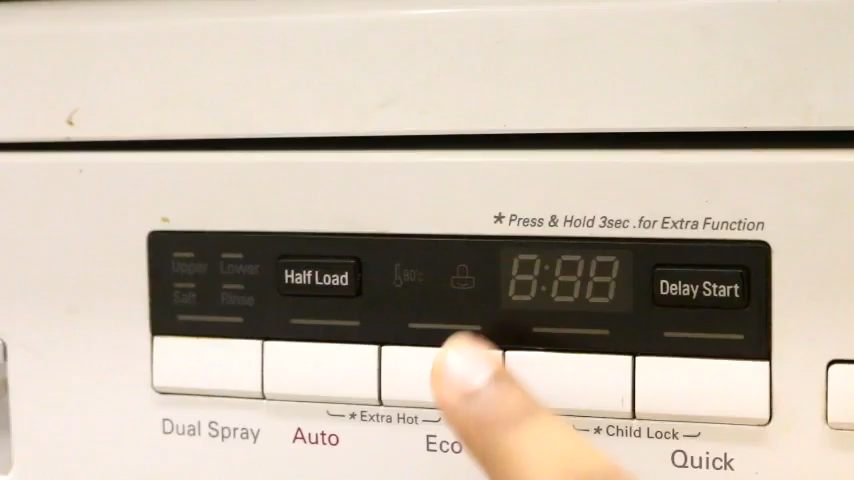 * Press & Hold 3sec .for Extra Function
Upper Lower
Salt Rinse
Half Load
80°c
8:88
Delay Start
* Extra Hot
* Child Lock
Dual Spray
Auto
Eco
Quick